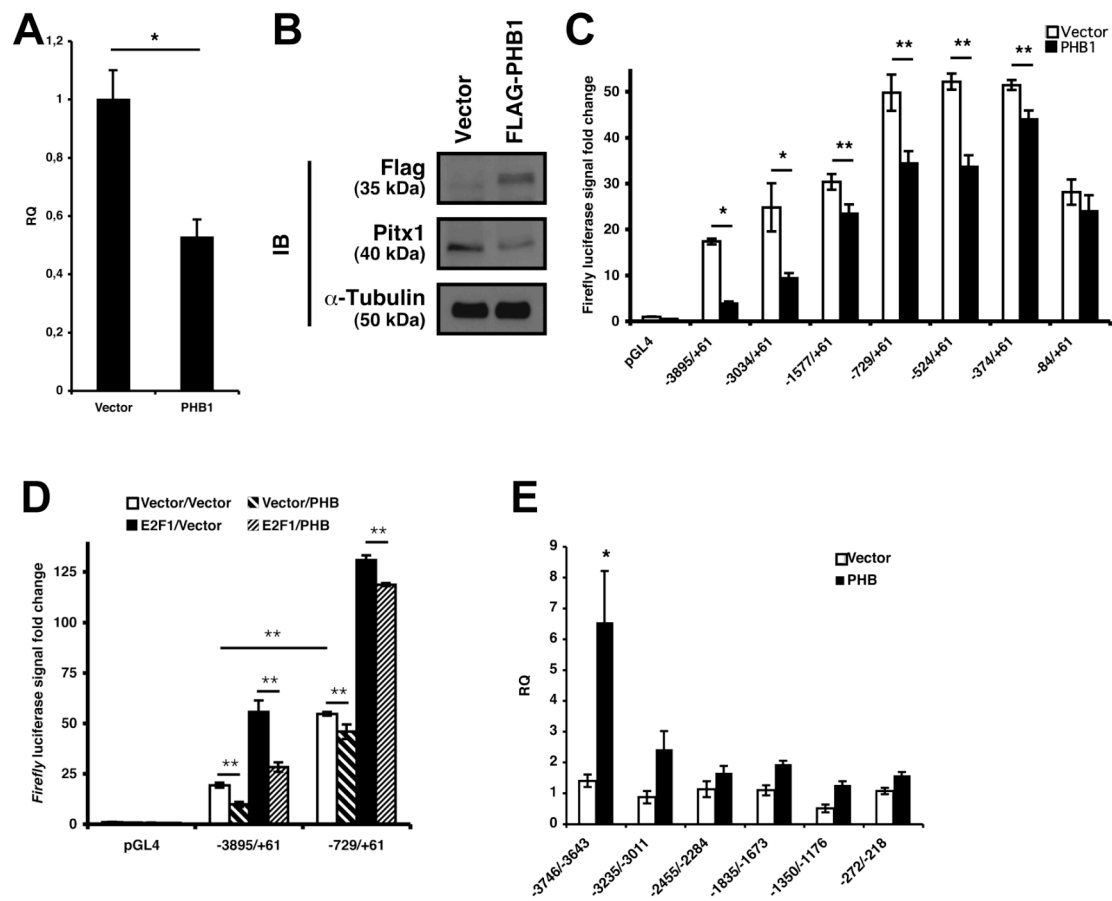 A
1,2
1
0,8
0,6
0,4
0,2
0
RQ
*
Vector
PHB1
B
Vector
FLAG-PHB1
IB
Flag
(35 kDa)
Pitx1
(40 kDa)
α-Tubulin
(50 kDa)
C
Vector
PHB1
Firefly luciferase signal fold change
50
40
30
20
10
0
*
*
**
**
**
**
pGL4
-3895/+61
-3034/+61
-1577/+61
-729/+61
-524/+61
-374/+61
-84/+61
D
Vector/Vector
Vector/PHB
E2F1/Vector
E2F1/PHB
Firefly luciferase signal fold change
125
100
75
50
25
0
**
**
**
**
**
pGL4
-3895/+61
-729/+61
E
Vector
PHB
RQ
9
8
7
6
5
4
3
2
1
0
*
-3746/-3643
-3235/-3011
-2455/-2284
-1835/-1673
-1350/-1176
-272/-218